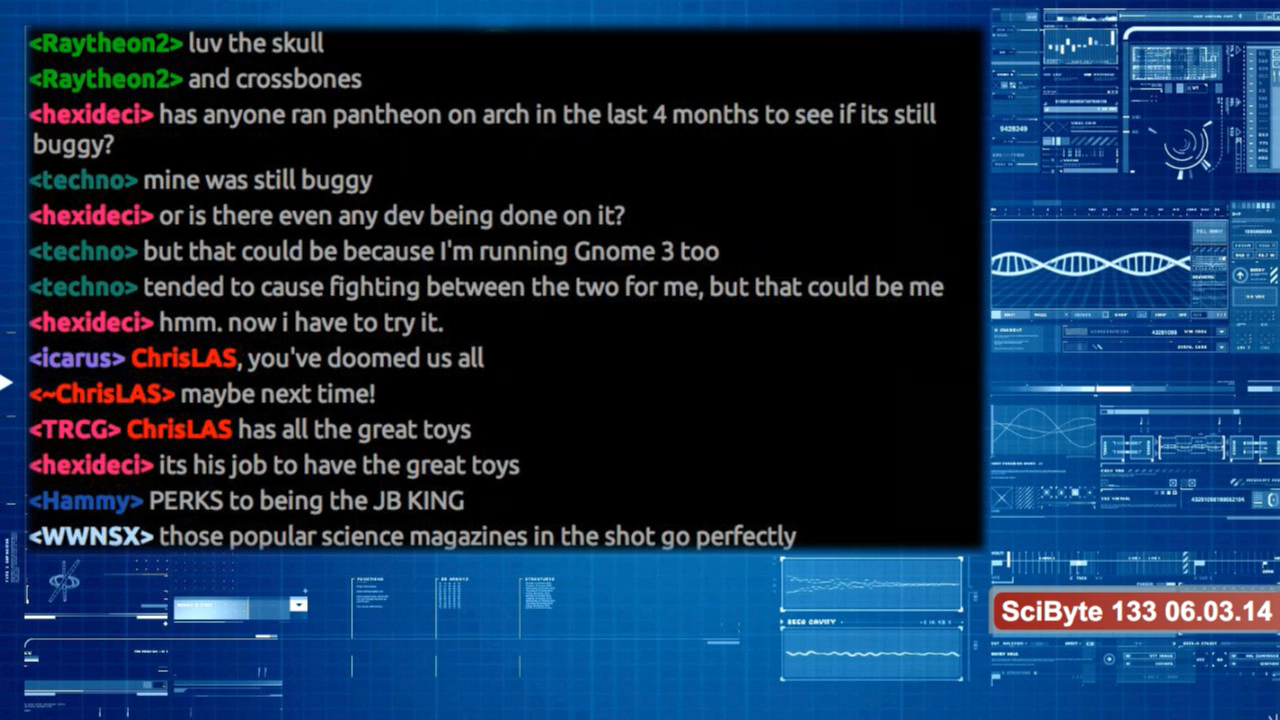 <Raytheon2> luv the skull
<Raytheon2> and crossbones
<hexideci> has anyone ran pantheon on arch in the last 4 months to see if its still
buggy?
<techno> mine was still buggy
<hexideci> or is there even any dev being done on it?
<techno> but that could be because I'm running Gnome 3 too
<techno> tended to cause fighting between the two for me, but that could be me
<hexideci> hmm. now i have to try it.
<icarus> ChrisLAS, you've doomed us all
<~ChrisLAS> maybe next time!
<TRCG> ChrisLAS has all the great toys
<hexideci> its his job to have the great toys
<Hammy> PERKS to being the JB KING
<WWNSX> those popular science magazines in the shot go perfectly
9428249
SciByte 133 06.03.14